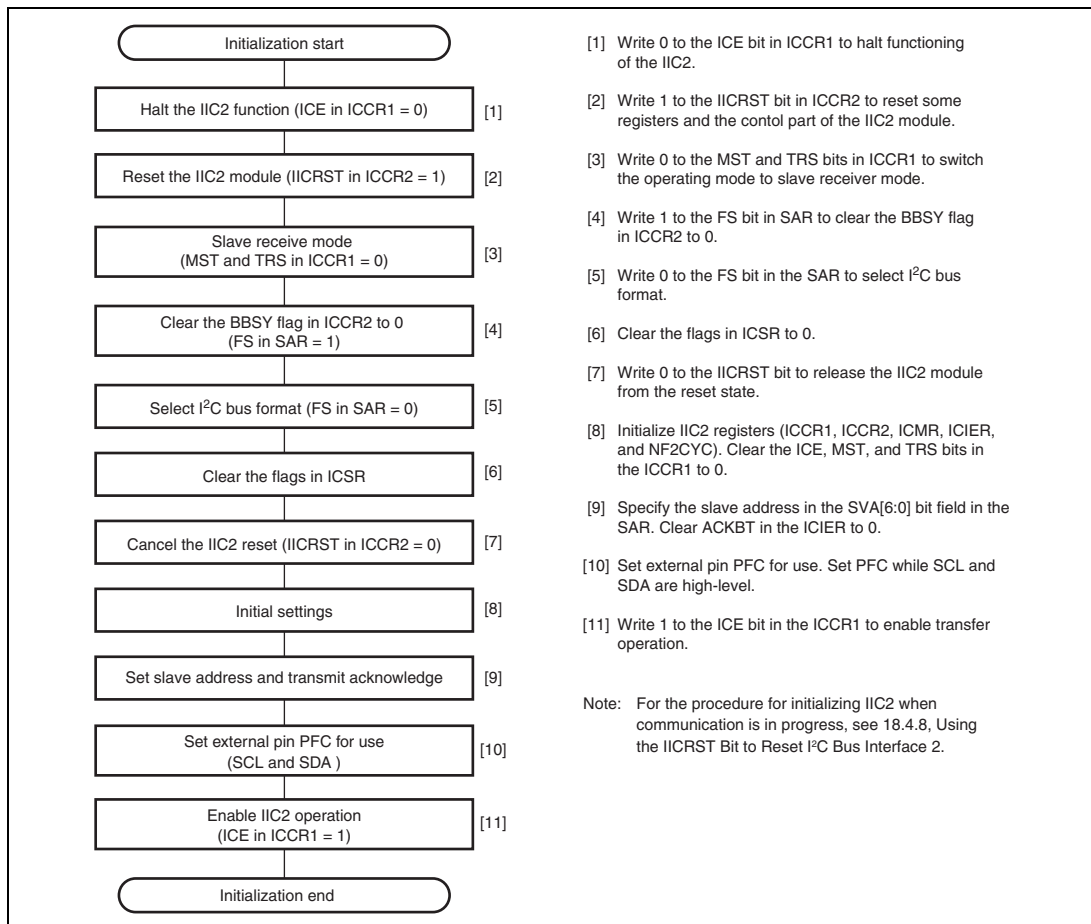 Initialization start
Halt the IIC2 function (ICE in ICCR1 = 0)
[1]
Reset the IIC2 module (IICRST in ICCR2 = 1)
[2]
Slave receive mode
(MST and TRS in ICCR1 = 0)
[3]
Clear the BBSY flag in ICCR2 to 0
(FS in SAR = 1)
[4]
Select I²C bus format (FS in SAR = 0)
[5]
Clear the flags in ICSR
[6]
Cancel the IIC2 reset (IICRST in ICCR2 = 0)
[7]
Initial settings
[8]
Set slave address and transmit acknowledge
[9]
Set external pin PFC for use
(SCL and SDA )
[10]
Enable IIC2 operation
(ICE in ICCR1 = 1)
[11]
Initialization end
[1] Write 0 to the ICE bit in ICCR1 to halt functioning
of the IIC2.
[2] Write 1 to the IICRST bit in ICCR2 to reset some
registers and the contol part of the IIC2 module.
[3] Write 0 to the MST and TRS bits in ICCR1 to switch
the operating mode to slave receiver mode.
[4] Write 1 to the FS bit in SAR to clear the BBSY flag
in ICCR2 to 0.
[5] Write 0 to the FS bit in the SAR to select I²C bus
format.
[6] Clear the flags in ICSR to 0.
[7] Write 0 to the IICRST bit to release the IIC2 module
from the reset state.
[8] Initialize IIC2 registers (ICCR1, ICCR2, ICMR, ICIER,
and NF2CYC). Clear the ICE, MST, and TRS bits in
the ICCR1 to 0.
[9] Specify the slave address in the SVA[6:0] bit field in the
SAR. Clear ACKBT in the ICIER to 0.
[10] Set external pin PFC for use. Set PFC while SCL and
SDA are high-level.
[11] Write 1 to the ICE bit in the ICCR1 to enable transfer
operation.
Note: For the procedure for initializing IIC2 when
communication is in progress, see 18.4.8, Using
the IICRST Bit to Reset I²C Bus Interface 2.